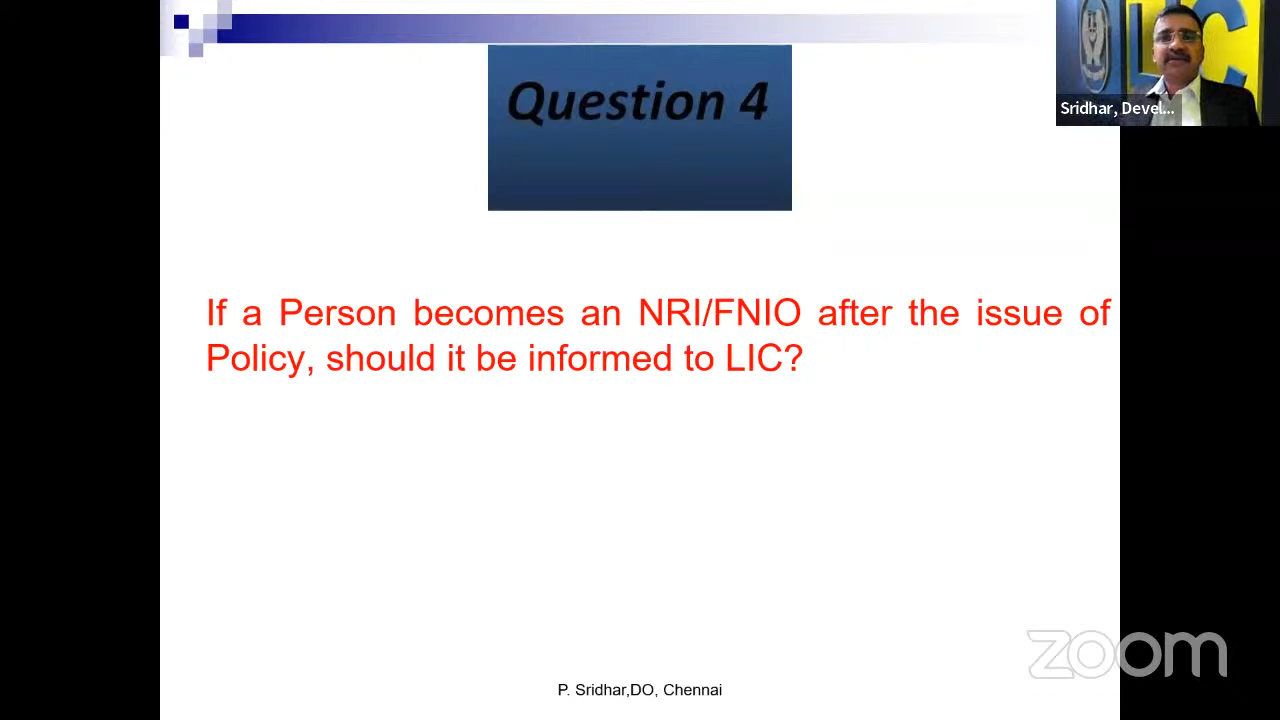 Question 4
LIC
Sridhar, Devel...
If a Person becomes an NRI/FNIO after the issue of
Policy, should it be informed to LIC?
zoom
P. Sridhar,DO, Chennai